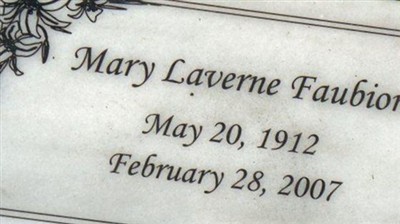 Mary Laverne Faubion
May 20, 1912
February 28, 2007